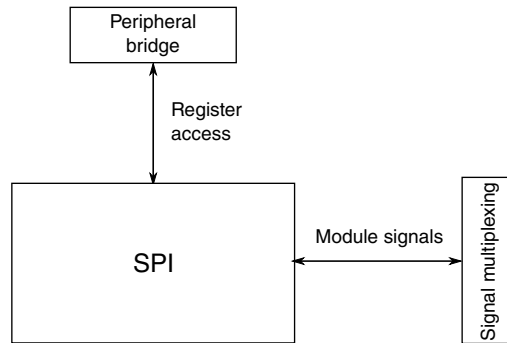 Peripheral
bridge
Register
access
SPI
Module signals
Signal multiplexing